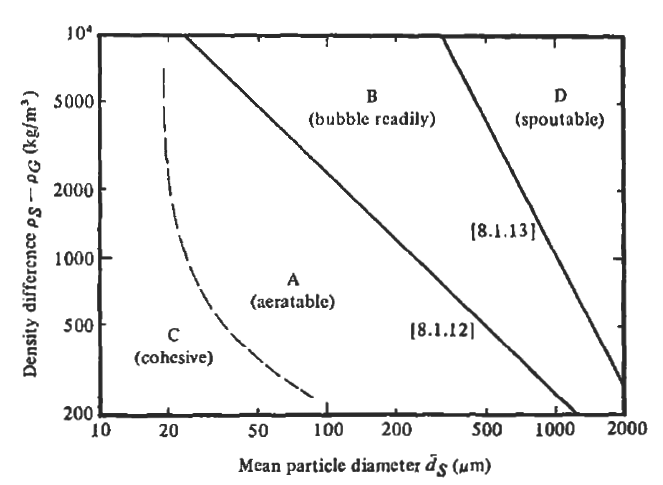 10⁴
5000
2000
1000
500
200
Density difference ρS − ρG (kg/m³)
B
(bubble readily)
D
(spoutable)
[8.1.13]
A
(aeratable)
[8.1.12]
C
(cohesive)
10 20 50 100 200 500 1000 2000
Mean particle diameter d̄S (μm)